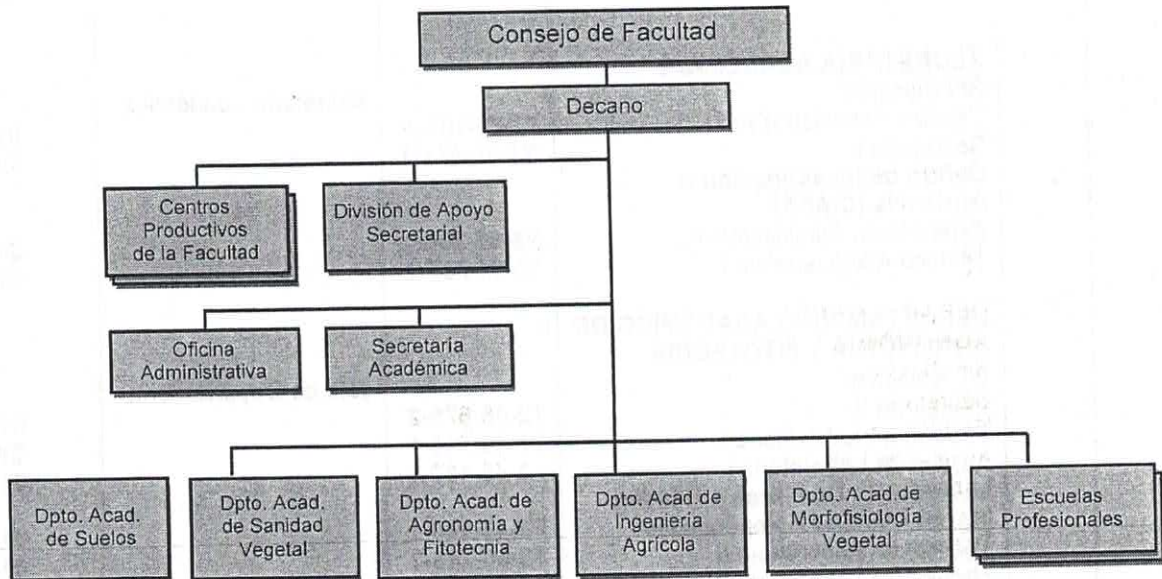 Consejo de Facultad
Decano
Centros
Productivos
de la Facultad
División de Apoyo
Secretarial
Oficina
Administrativa
Secretaría
Académica
Dpto. Acad.
de Suelos
Dpto. Acad
de Sanidad
Vegetal
Dpto. Acad. de
Agronomía y
Fitotecnia
Dpto. Acad.de
Ingeniería
Agrícola
Dpto. Acad.de
Morfofisiología
Vegetal
Escuelas
Profesionales